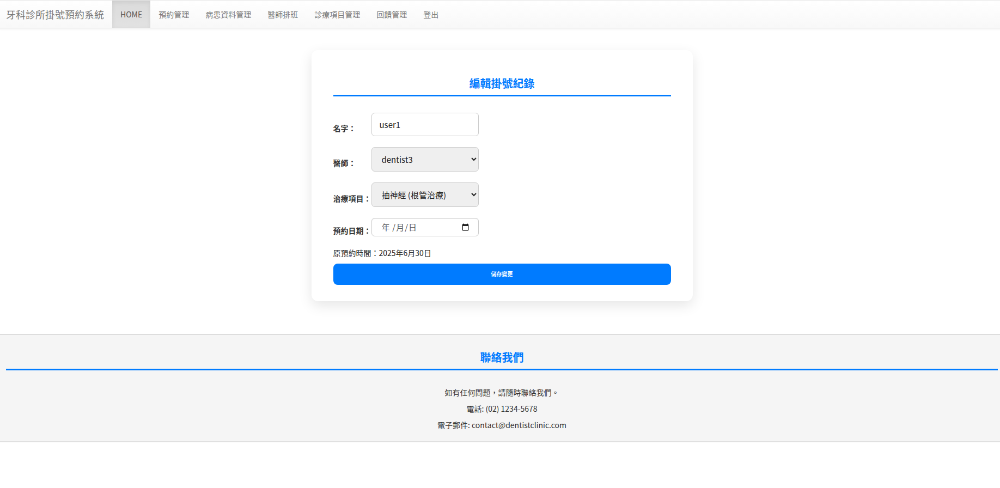 牙科診所掛號預約系統 HOME 預約管理 病患資料管理 醫師排班 診療項目管理 回饋管理 登出
編輯掛號紀錄
名字： user1
醫師： dentist3
治療項目： 抽神經 (根管治療)
預約日期： 年 /月/日
原預約時間：2025年6月30日
儲存變更
聯絡我們
如有任何問題，請隨時聯絡我們。
電話: (02) 1234-5678
電子郵件: contact@dentistclinic.com